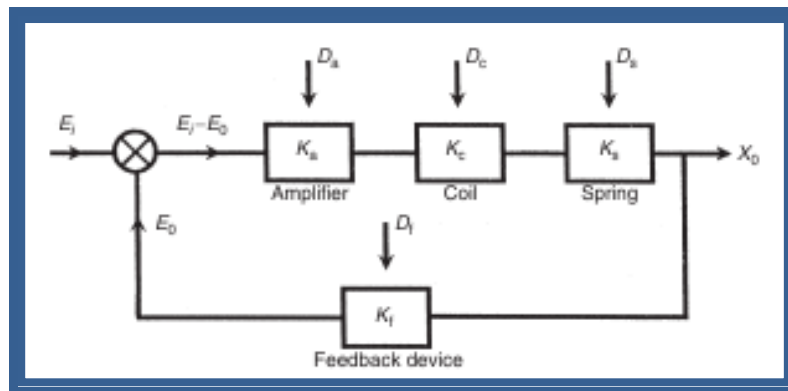 Da Dc Ds
Ei Ei–E0 Ka Kc Ks X0
Amplifier Coil Spring
E0 Df
Kf
Feedback device